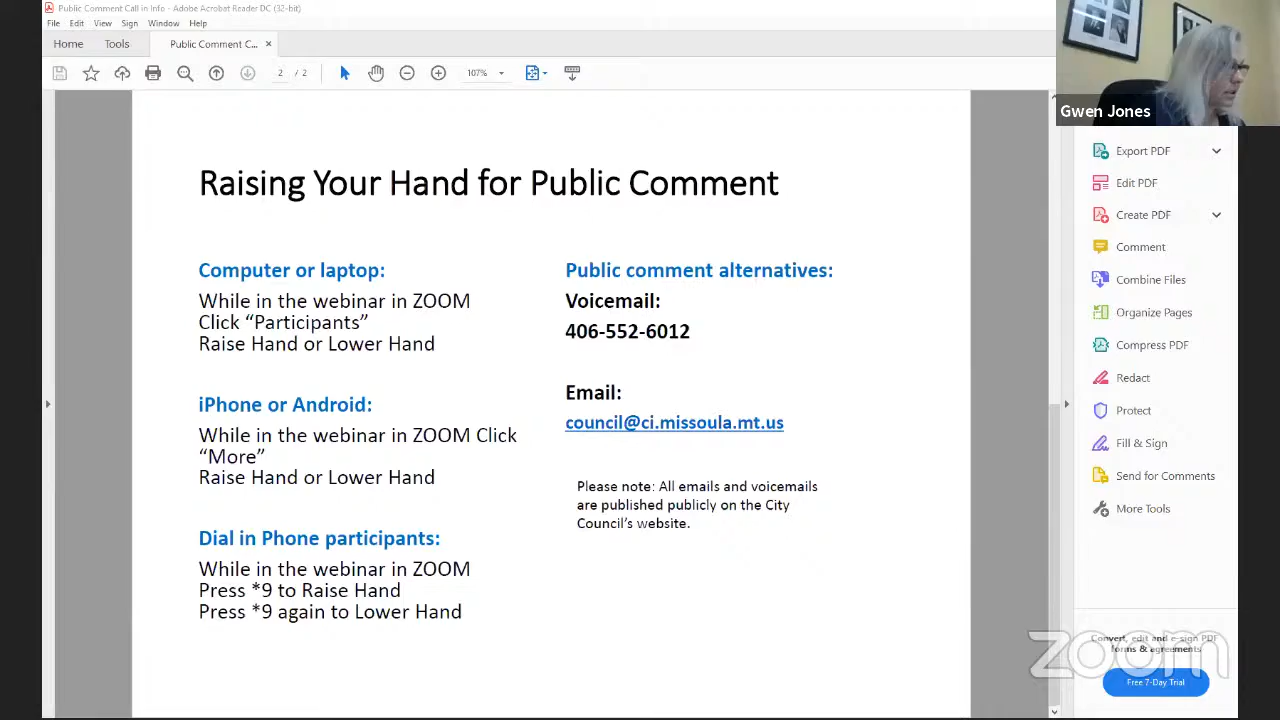 Public Comment Call in Info - Adobe Acrobat Reader DC (32-bit)
File Edit View Sign Window Help
Home Tools Public Comment C... ×
2 / 2 107%
Gwen Jones
Raising Your Hand for Public Comment
Computer or laptop:
While in the webinar in ZOOM
Click “Participants”
Raise Hand or Lower Hand
iPhone or Android:
While in the webinar in ZOOM Click
“More”
Raise Hand or Lower Hand
Dial in Phone participants:
While in the webinar in ZOOM
Press *9 to Raise Hand
Press *9 again to Lower Hand
Public comment alternatives:
Voicemail:
406-552-6012
Email:
council@ci.missoula.mt.us
Please note: All emails and voicemails
are published publicly on the City
Council’s website.
Export PDF
Edit PDF
Create PDF
Comment
Combine Files
Organize Pages
Compress PDF
Redact
Protect
Fill & Sign
Send for Comments
More Tools
Convert, edit and e-sign PDF
forms & agreements
Free 7-Day Trial
zoom